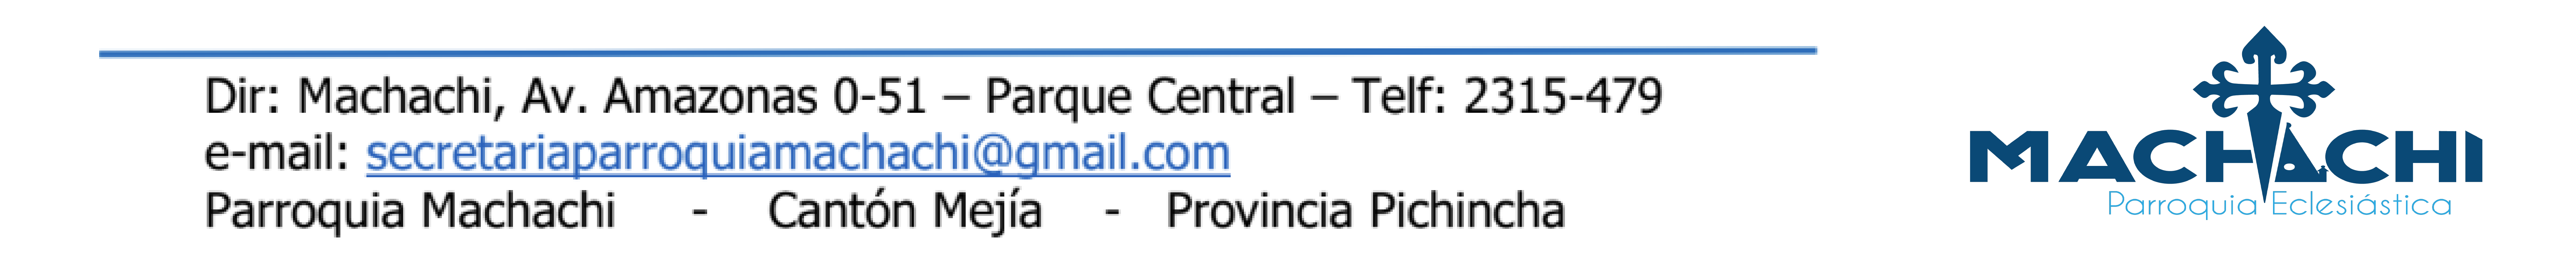 Dir: Machachi, Av. Amazonas 0-51 – Parque Central – Telf: 2315-479
e-mail: secretariaparroquiamachachi@gmail.com
Parroquia Machachi - Cantón Mejía - Provincia Pichincha
MACHACHI
Parroquia Eclesiástica